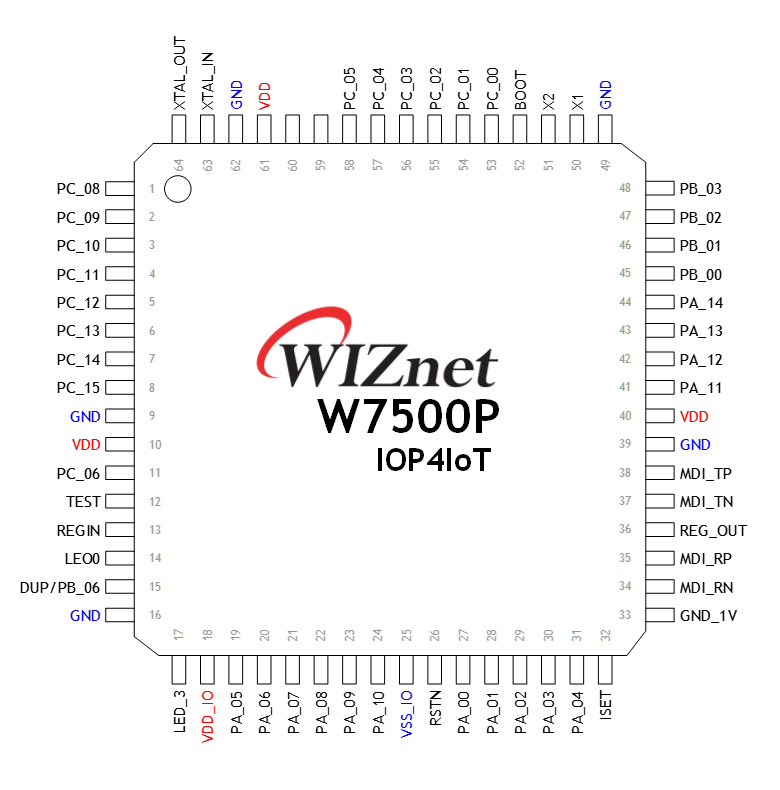 XTAL_OUT
XTAL_IN
GND
VDD
PC_05
PC_04
PC_03
PC_02
PC_01
PC_00
BOOT
X2
X1
GND
64
63
62
61
60
59
58
57
56
55
54
53
52
51
50
49
PC_08 1
PC_09 2
PC_10 3
PC_11 4
PC_12 5
PC_13 6
PC_14 7
PC_15 8
GND 9
VDD 10
PC_06 11
TEST 12
REGIN 13
LEO0 14
DUP/PB_06 15
GND 16
WIZnet
W7500P
IOP4IoT
48 PB_03
47 PB_02
46 PB_01
45 PB_00
44 PA_14
43 PA_13
42 PA_12
41 PA_11
40 VDD
39 GND
38 MDI_TP
37 MDI_TN
36 REG_OUT
35 MDI_RP
34 MDI_RN
33 GND_1V
17
18
19
20
21
22
23
24
25
26
27
28
29
30
31
32
LED_3
VDD_IO
PA_05
PA_06
PA_07
PA_08
PA_09
PA_10
VSS_IO
RSTN
PA_00
PA_01
PA_02
PA_03
PA_04
ISET